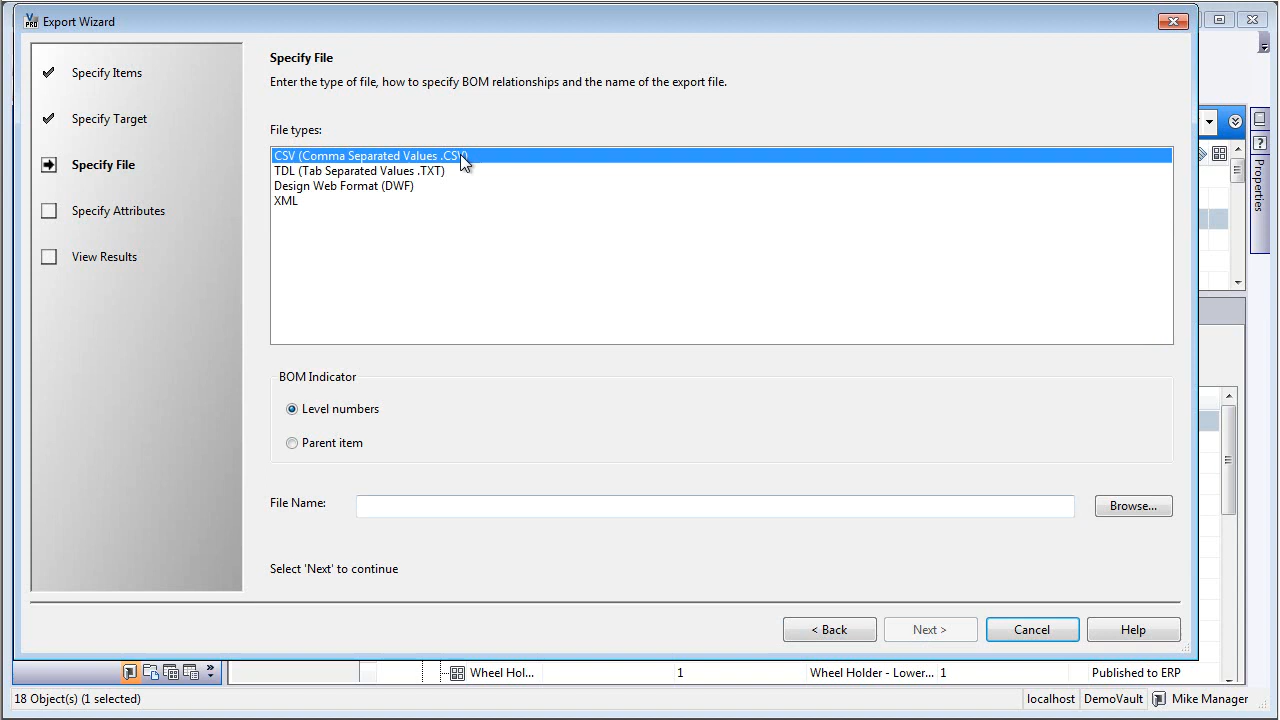 V PRO Export Wizard
Specify Items
Specify Target
Specify File
Specify Attributes
View Results
Specify File
Enter the type of file, how to specify BOM relationships and the name of the export file.
File types:
CSV (Comma Separated Values .CSV)
TDL (Tab Separated Values .TXT)
Design Web Format (DWF)
XML
BOM Indicator
Level numbers
Parent item
File Name:
Browse...
Select 'Next' to continue
< Back
Next >
Cancel
Help
?
Properties
Wheel Hol...
1
Wheel Holder - Lower...
1
Published to ERP
18 Object(s) (1 selected)
localhost
DemoVault
Mike Manager